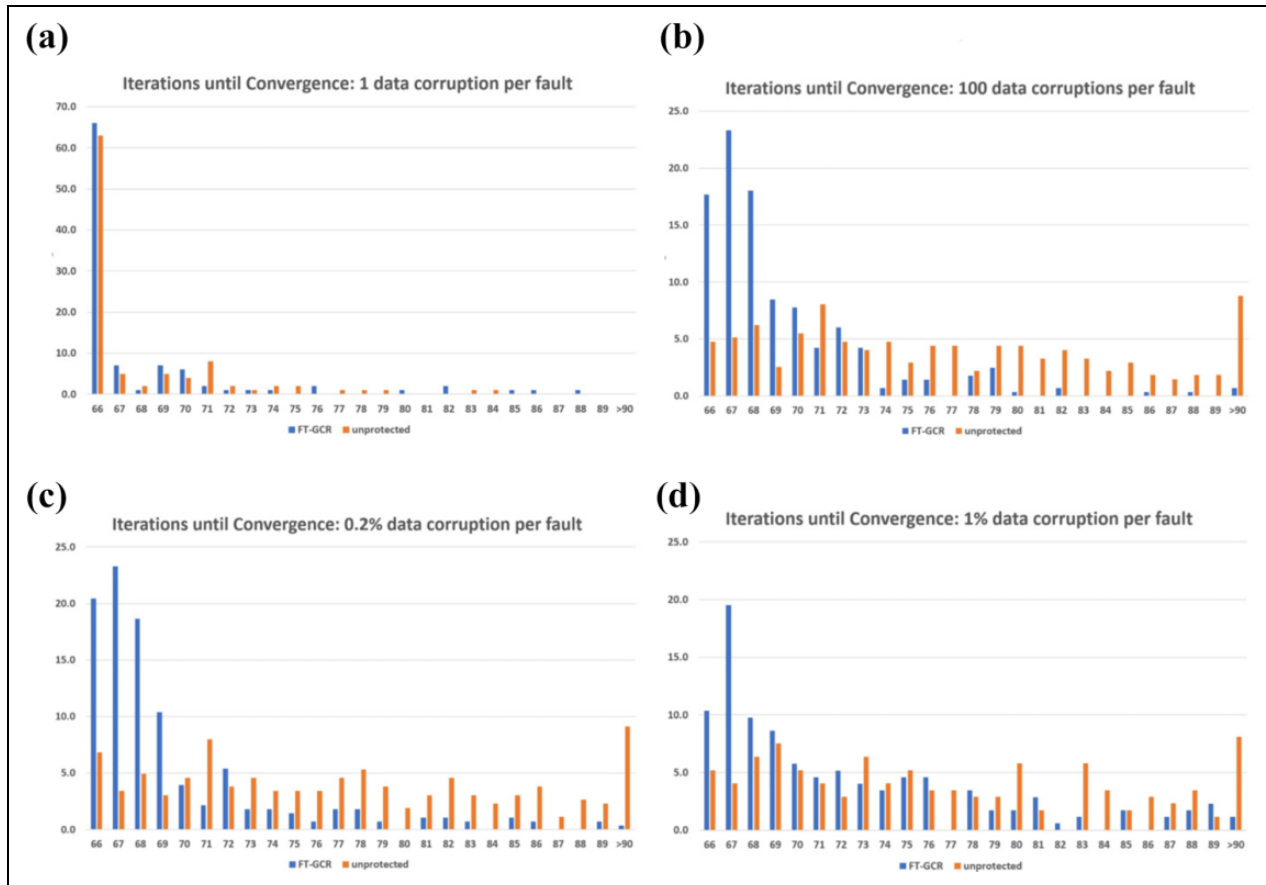 (a)
Iterations until Convergence: 1 data corruption per fault
70.0
60.0
50.0
40.0
30.0
20.0
10.0
0.0
66 67 68 69 70 71 72 73 74 75 76 77 78 79 80 81 82 83 84 85 86 87 88 89 >90
FT-GCR unprotected
(b)
Iterations until Convergence: 100 data corruptions per fault
25.0
20.0
15.0
10.0
5.0
0.0
66 67 68 69 70 71 72 73 74 75 76 77 78 79 80 81 82 83 84 85 86 87 88 89 >90
FT-GCR unprotected
(c)
Iterations until Convergence: 0.2% data corruption per fault
25.0
20.0
15.0
10.0
5.0
0.0
66 67 68 69 70 71 72 73 74 75 76 77 78 79 80 81 82 83 84 85 86 87 88 89 >90
FT-GCR unprotected
(d)
Iterations until Convergence: 1% data corruption per fault
25.0
20.0
15.0
10.0
5.0
0.0
66 67 68 69 70 71 72 73 74 75 76 77 78 79 80 81 82 83 84 85 86 87 88 89 >90
FT-GCR unprotected